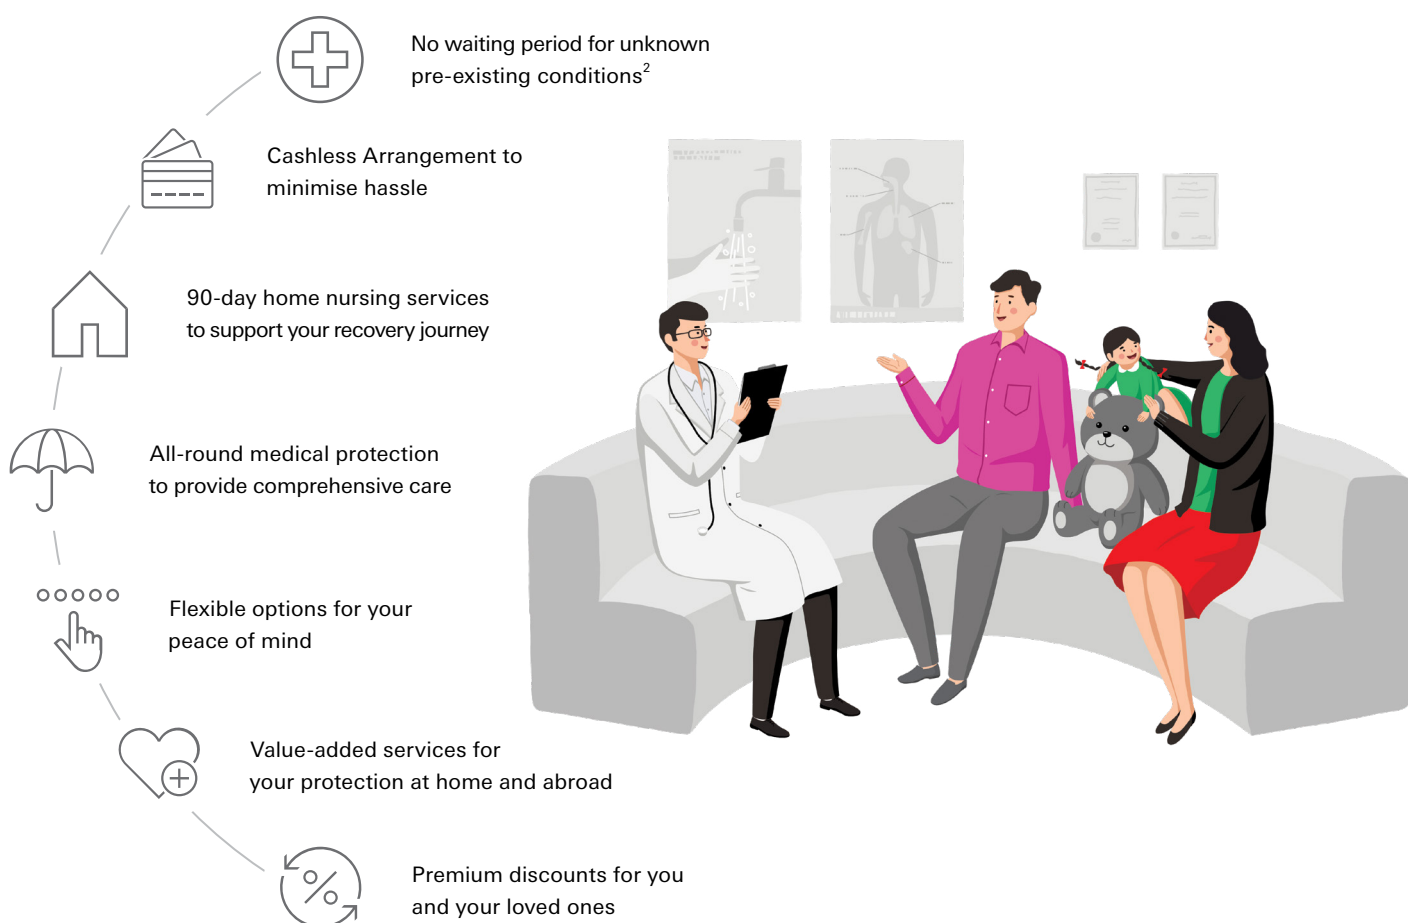 No waiting period for unknown
pre-existing conditions²
Cashless Arrangement to
minimise hassle
90-day home nursing services
to support your recovery journey
All-round medical protection
to provide comprehensive care
Flexible options for your
peace of mind
Value-added services for
your protection at home and abroad
Premium discounts for you
and your loved ones